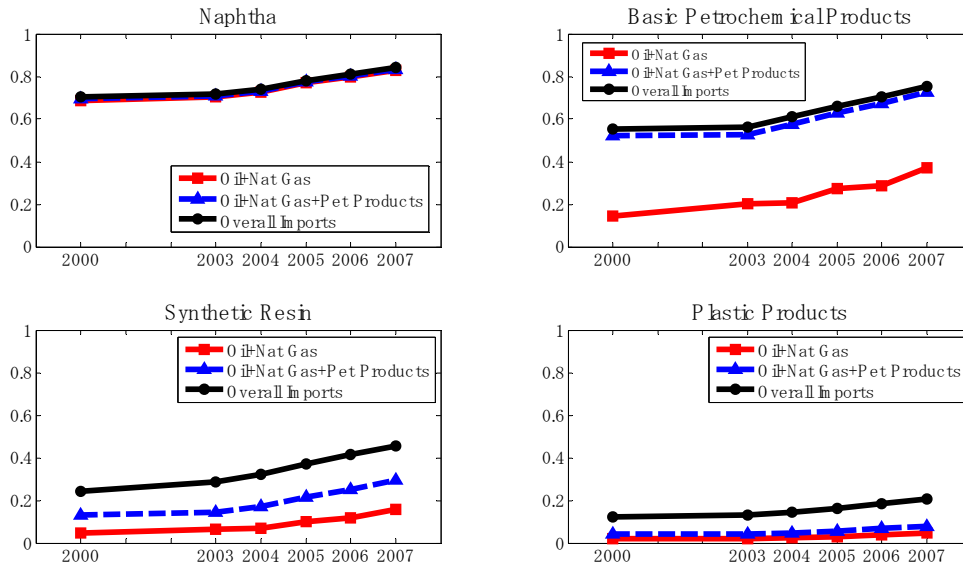 Naphtha
1
0.8
0.6
0.4
0.2
0
Oil+Nat Gas
Oil+Nat Gas+Pet Products
Overall Imports
2000 2003 2004 2005 2006 2007
Basic Petrochemical Products
1
0.8
0.6
0.4
0.2
0
Oil+Nat Gas
Oil+Nat Gas+Pet Products
Overall Imports
2000 2003 2004 2005 2006 2007
Synthetic Resin
1
0.8
0.6
0.4
0.2
0
Oil+Nat Gas
Oil+Nat Gas+Pet Products
Overall Imports
2000 2003 2004 2005 2006 2007
Plastic Products
1
0.8
0.6
0.4
0.2
0
Oil+Nat Gas
Oil+Nat Gas+Pet Products
Overall Imports
2000 2003 2004 2005 2006 2007